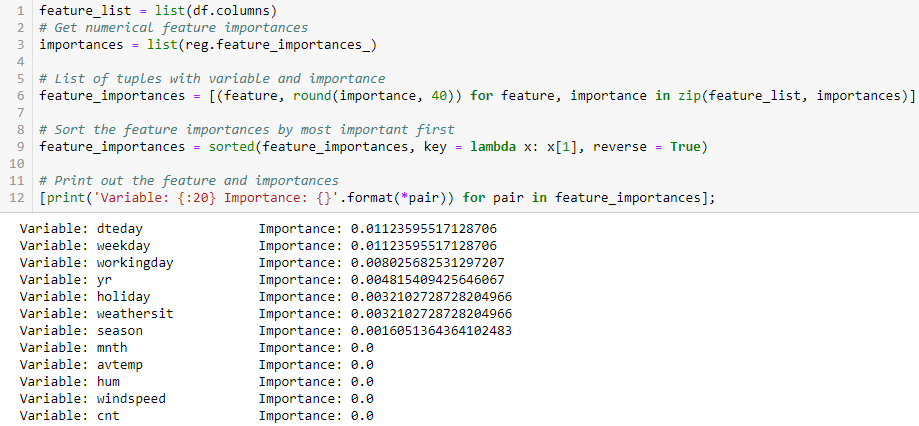 1 feature_list = list(df.columns)
2 # Get numerical feature importances
3 importances = list(reg.feature_importances_)
4
5 # List of tuples with variable and importance
6 feature_importances = [(feature, round(importance, 40)) for feature, importance in zip(feature_list, importances)]
7
8 # Sort the feature importances by most important first
9 feature_importances = sorted(feature_importances, key = lambda x: x[1], reverse = True)
10
11 # Print out the feature and importances
12 [print('Variable: {:20} Importance: {}'.format(*pair)) for pair in feature_importances];
Variable: dteday Importance: 0.01123595517128706
Variable: weekday Importance: 0.01123595517128706
Variable: workingday Importance: 0.008025682531297207
Variable: yr Importance: 0.004815409425646067
Variable: holiday Importance: 0.0032102728728204966
Variable: weathersit Importance: 0.0032102728728204966
Variable: season Importance: 0.0016051364364102483
Variable: mnth Importance: 0.0
Variable: avtemp Importance: 0.0
Variable: hum Importance: 0.0
Variable: windspeed Importance: 0.0
Variable: cnt Importance: 0.0